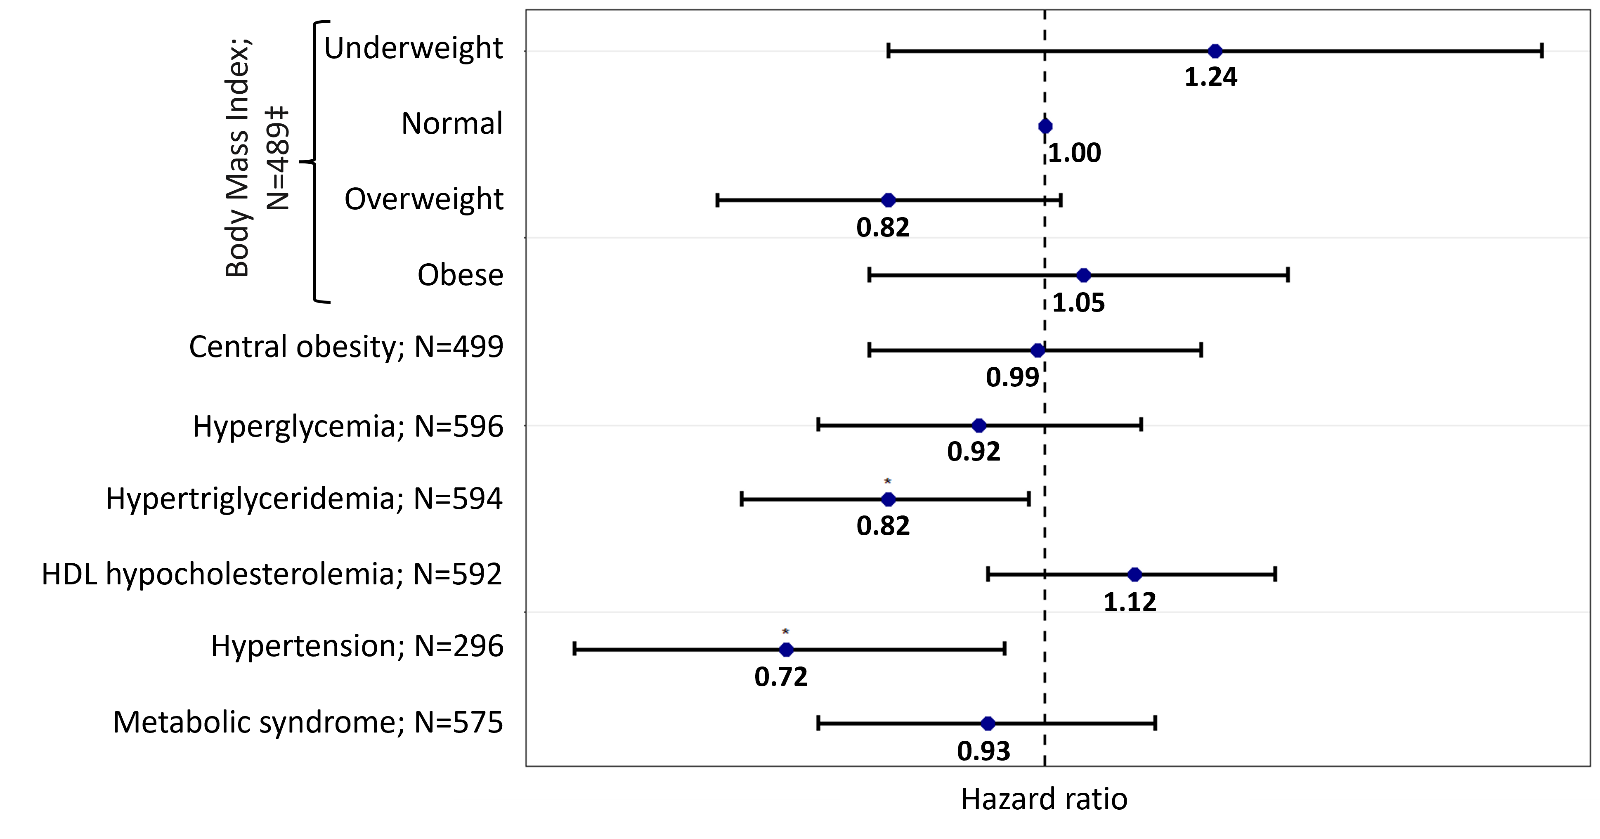 Body Mass Index;
N=489‡
Underweight
1.24
Normal
1.00
Overweight
0.82
Obese
1.05
Central obesity; N=499
0.99
Hyperglycemia; N=596
0.92
Hypertriglyceridemia; N=594
*
0.82
HDL hypocholesterolemia; N=592
1.12
Hypertension; N=296
*
0.72
Metabolic syndrome; N=575
0.93
Hazard ratio